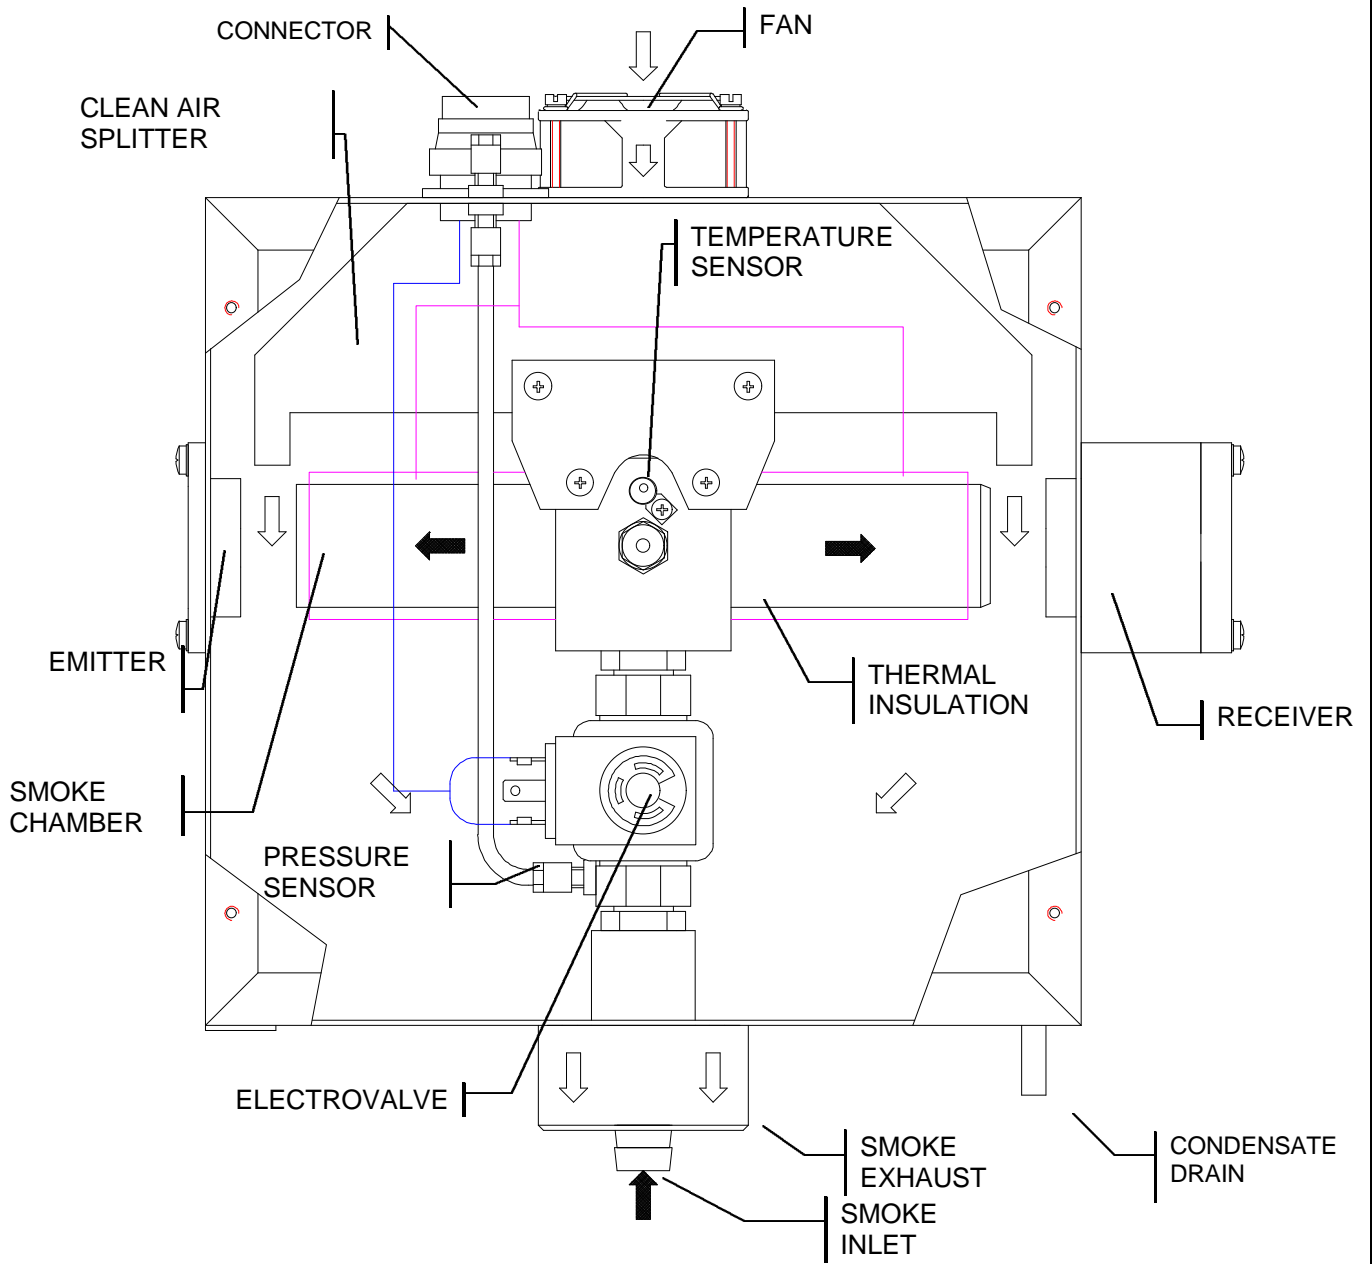 CONNECTOR
FAN
CLEAN AIR
SPLITTER
TEMPERATURE
SENSOR
EMITTER
THERMAL
INSULATION
RECEIVER
SMOKE
CHAMBER
PRESSURE
SENSOR
ELECTROVALVE
SMOKE
EXHAUST
CONDENSATE
DRAIN
SMOKE
INLET